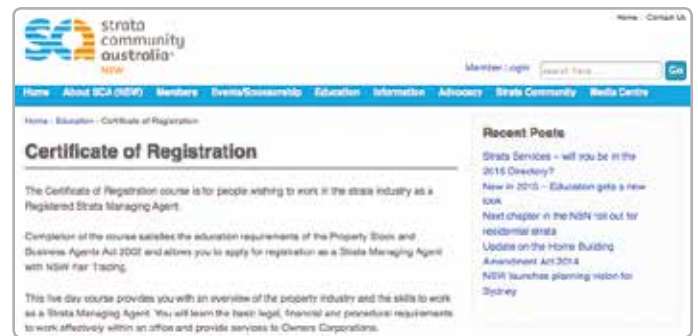 strata
community
australia
NSW
Home Contact Us
Member Login
Search here ...
Go
Home About SCA (NSW) Members Events/Sponsorship Education Information Advocacy Strata Community Media Centre
Home - Education - Certificate of Registration
Certificate of Registration
The Certificate of Registration course is for people wishing to work in the strata industry as a
Registered Strata Managing Agent.
Completion of the course satisfies the education requirements of the Property Stock and
Business Agents Act 2002 and allows you to apply for registration as a Strata Managing Agent
with NSW Fair Trading.
This five day course provides you with an overview of the property industry and the skills to work
as a Strata Managing Agent. You will learn the basic legal, financial and procedural requirements
to work effectively within an office and provide services to Owners Corporations.
Recent Posts
Strata Services – will you be in the
2015 Directory?
New in 2015 – Education gets a new
look
Next chapter in the NBN roll out for
residential strata
Update on the Home Building
Amendment Act 2014
NSW launches planning vision for
Sydney